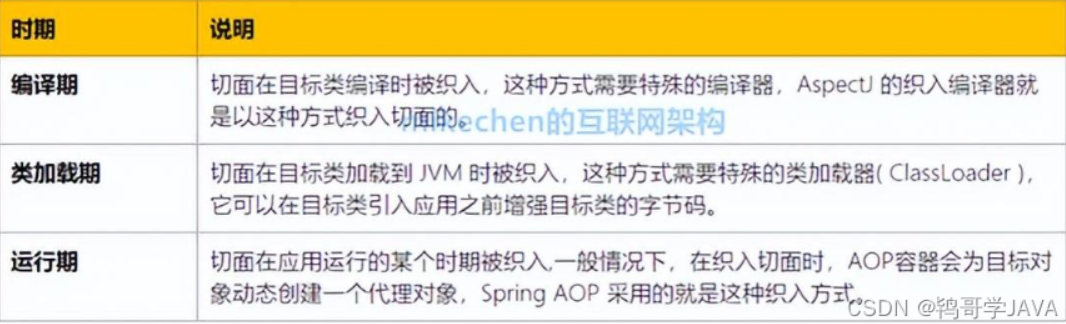 时期 说明
编译期 切面在目标类编译时被织入，这种方式需要特殊的编译器，AspectJ 的织入编译器就
是以这种方式织入切面的。
mikechen的互联网架构
类加载期 切面在目标类加载到 JVM 时被织入，这种方式需要特殊的类加载器( ClassLoader )，
它可以在目标类引入应用之前增强目标类的字节码。
运行期 切面在应用运行的某个时期被织入,一般情况下，在织入切面时，AOP容器会为目标对
象动态创建一个代理对象，Spring AOP 采用的就是这种织入方式。
CSDN @鸨哥学JAVA